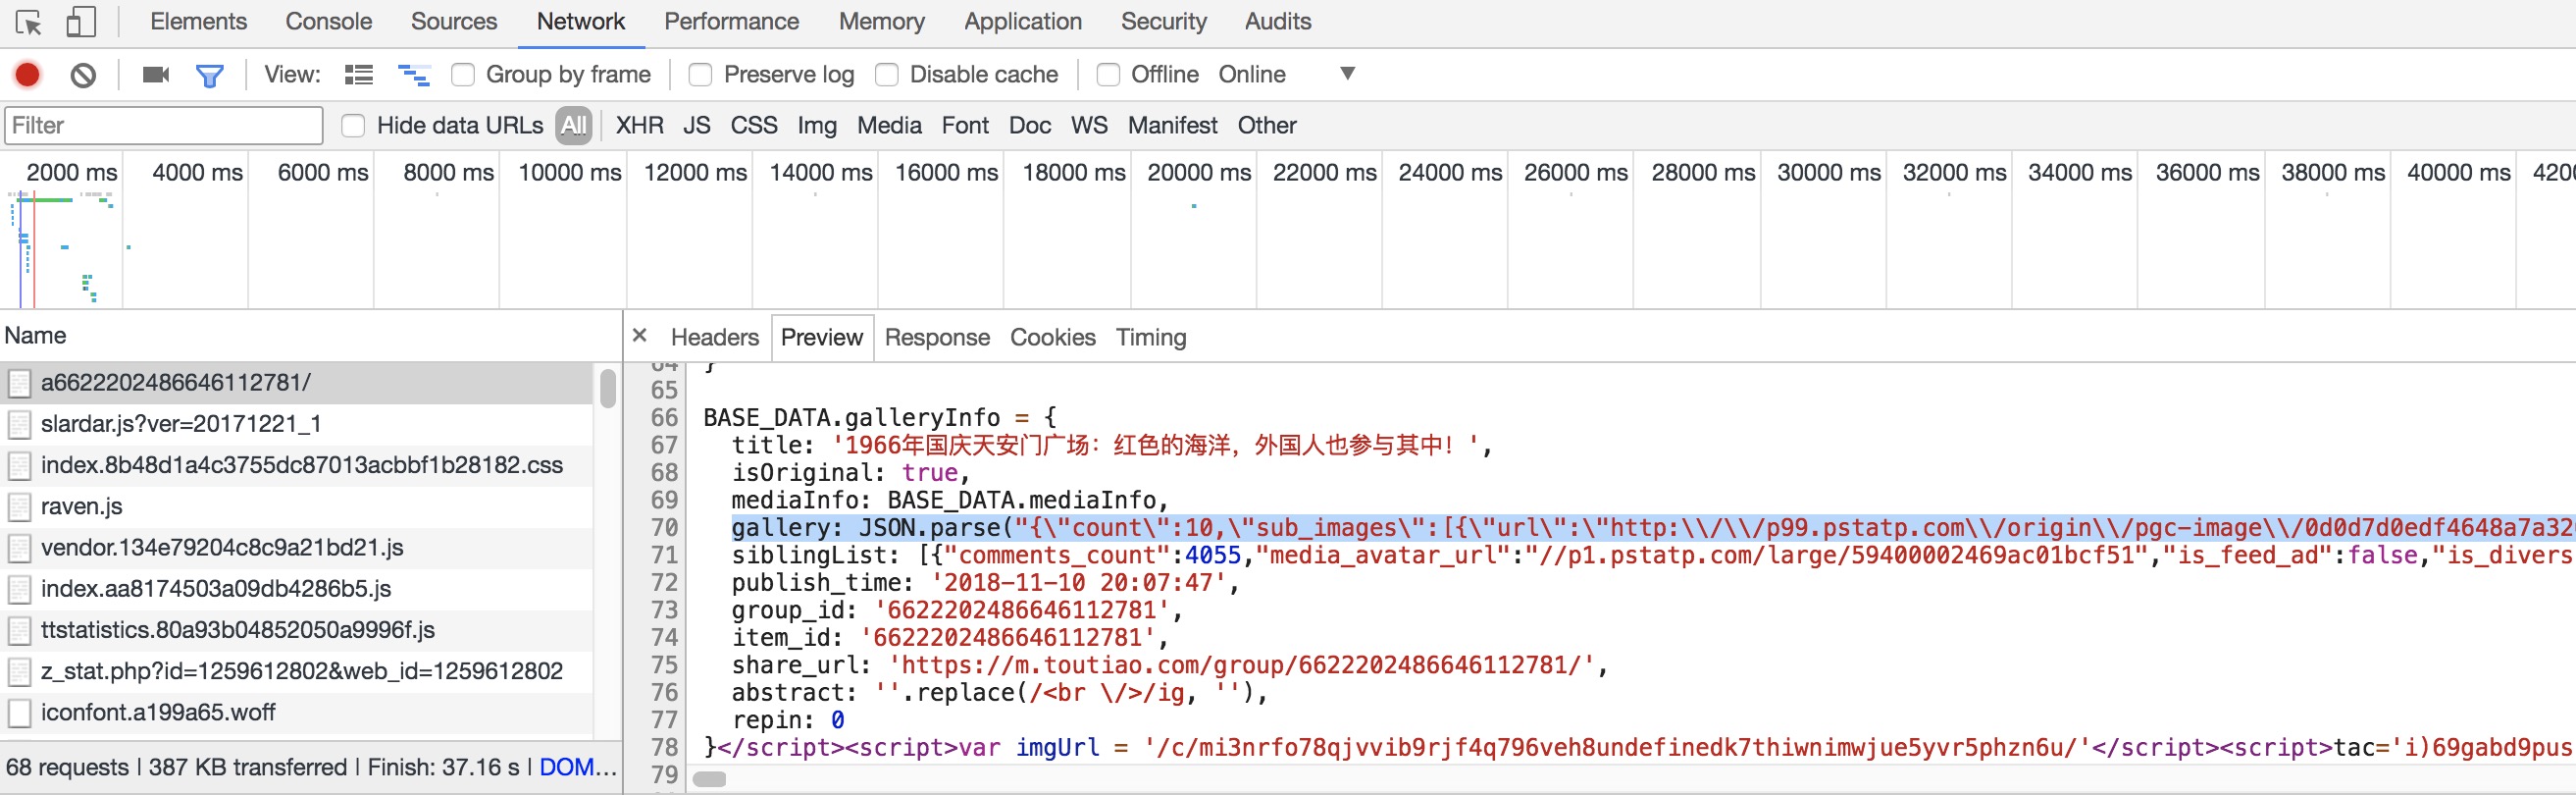 Elements Console Sources Network Performance Memory Application Security Audits
View: Group by frame Preserve log Disable cache Offline Online ▼
Filter Hide data URLs All XHR JS CSS Img Media Font Doc WS Manifest Other
2000 ms 4000 ms 6000 ms 8000 ms 10000 ms 12000 ms 14000 ms 16000 ms 18000 ms 20000 ms 22000 ms 24000 ms 26000 ms 28000 ms 30000 ms 32000 ms 34000 ms 36000 ms 38000 ms 40000 ms 4200
Name
a6622202486646112781/
slardar.js?ver=20171221_1
index.8b48d1a4c3755dc87013acbbf1b28182.css
raven.js
vendor.134e79204c8c9a21bd21.js
index.aa8174503a09db4286b5.js
ttstatistics.80a93b04852050a9996f.js
z_stat.php?id=1259612802&web_id=1259612802
iconfont.a199a65.woff
68 requests | 387 KB transferred | Finish: 37.16 s | DOM…
× Headers Preview Response Cookies Timing
64 }
65
66 BASE_DATA.galleryInfo = {
67 title: '1966年国庆天安门广场：红色的海洋，外国人也参与其中！',
68 isOriginal: true,
69 mediaInfo: BASE_DATA.mediaInfo,
70 gallery: JSON.parse("{\"count\":10,\"sub_images\":[{\"url\":\"http:\\/\\/p99.pstatp.com\\/origin\\/pgc-image\\/0d0d7d0edf4648a7a32
71 siblingList: [{"comments_count":4055,"media_avatar_url":"//p1.pstatp.com/large/59400002469ac01bcf51","is_feed_ad":false,"is_divers
72 publish_time: '2018-11-10 20:07:47',
73 group_id: '6622202486646112781',
74 item_id: '6622202486646112781',
75 share_url: 'https://m.toutiao.com/group/6622202486646112781/',
76 abstract: ''.replace(/<br \/>/ig, ''),
77 repin: 0
78 }</script><script>var imgUrl = '/c/mi3nrfo78qjvvib9rjf4q796veh8undefinedk7thiwnimwjue5yvr5phzn6u/'</script><script>tac='i)69gabd9pus
79